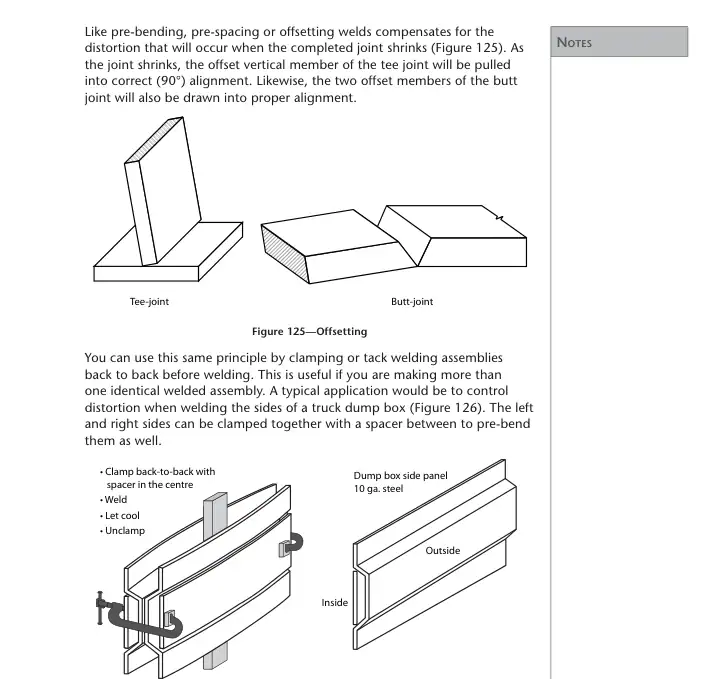 Like pre-bending, pre-spacing or offsetting welds compensates for the
distortion that will occur when the completed joint shrinks (Figure 125). As
the joint shrinks, the offset vertical member of the tee joint will be pulled
into correct (90°) alignment. Likewise, the two offset members of the butt
joint will also be drawn into proper alignment.
NOTES
Tee-joint
Butt-joint
Figure 125—Offsetting
You can use this same principle by clamping or tack welding assemblies
back to back before welding. This is useful if you are making more than
one identical welded assembly. A typical application would be to control
distortion when welding the sides of a truck dump box (Figure 126). The left
and right sides can be clamped together with a spacer between to pre-bend
them as well.
• Clamp back-to-back with
spacer in the centre
• Weld
• Let cool
• Unclamp
Dump box side panel
10 ga. steel
Outside
Inside